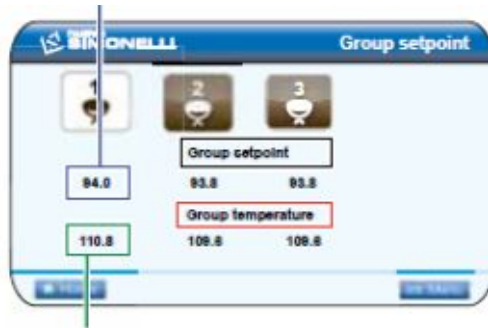 SIMONELLI Group setpoint
1 2 3
Group setpoint
94.0 93.8 93.8
Group temperature
110.8 109.6 109.6